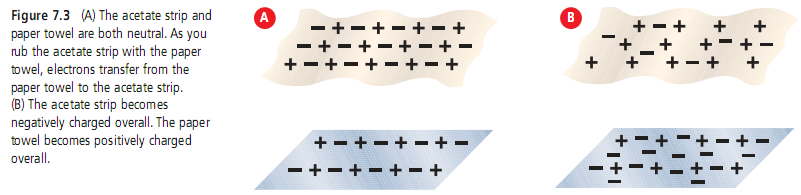 Figure 7.3 (A) The acetate strip and
paper towel are both neutral. As you
rub the acetate strip with the paper
towel, electrons transfer from the
paper towel to the acetate strip.
(B) The acetate strip becomes
negatively charged overall. The paper
towel becomes positively charged
overall.
A
− + − + − + − + 
− + − + − + − + −
+ − + − + − + − +
+ − + − + − + −
− + − + − + − +
B